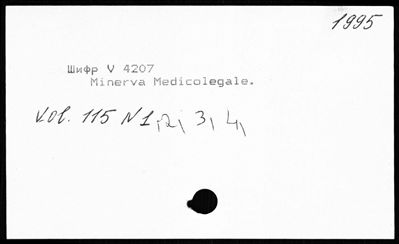 1995
Шифр V 4207
Minerva Medicolegale.
vol. 115 N 1, 2, 3, 4,